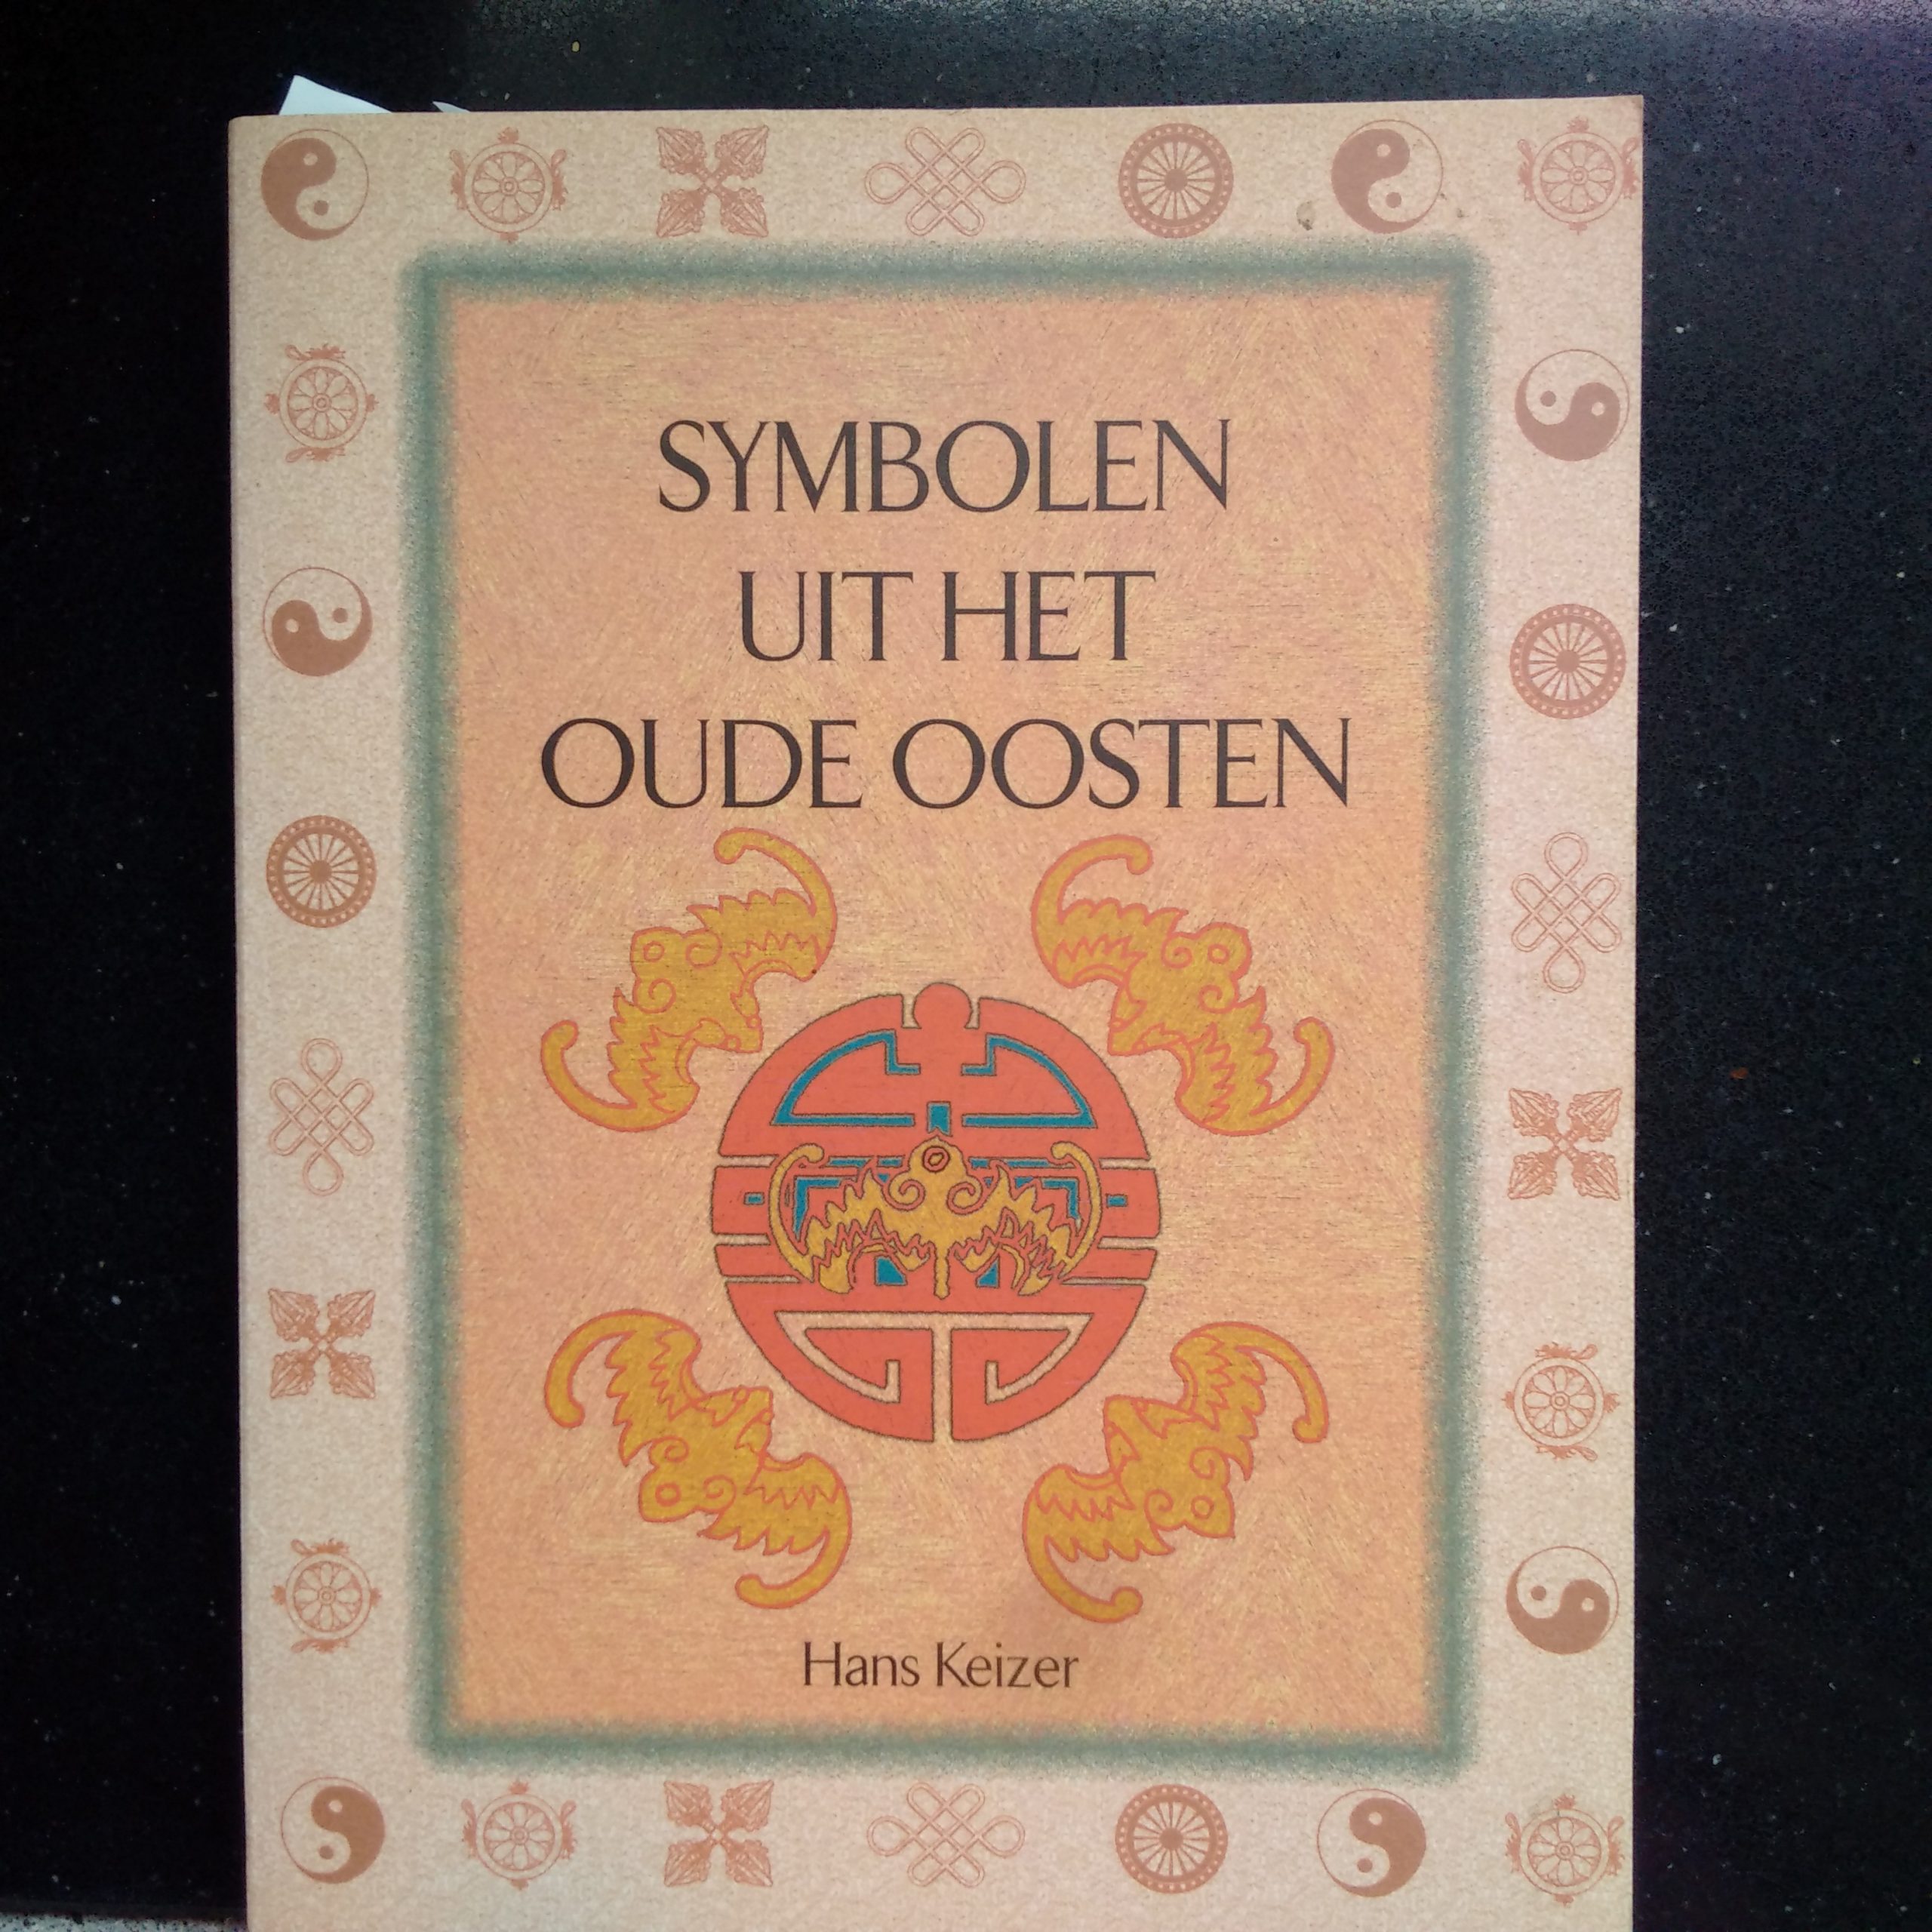 SYMBOLEN
UIT HET
OUDE OOSTEN
Hans Keizer